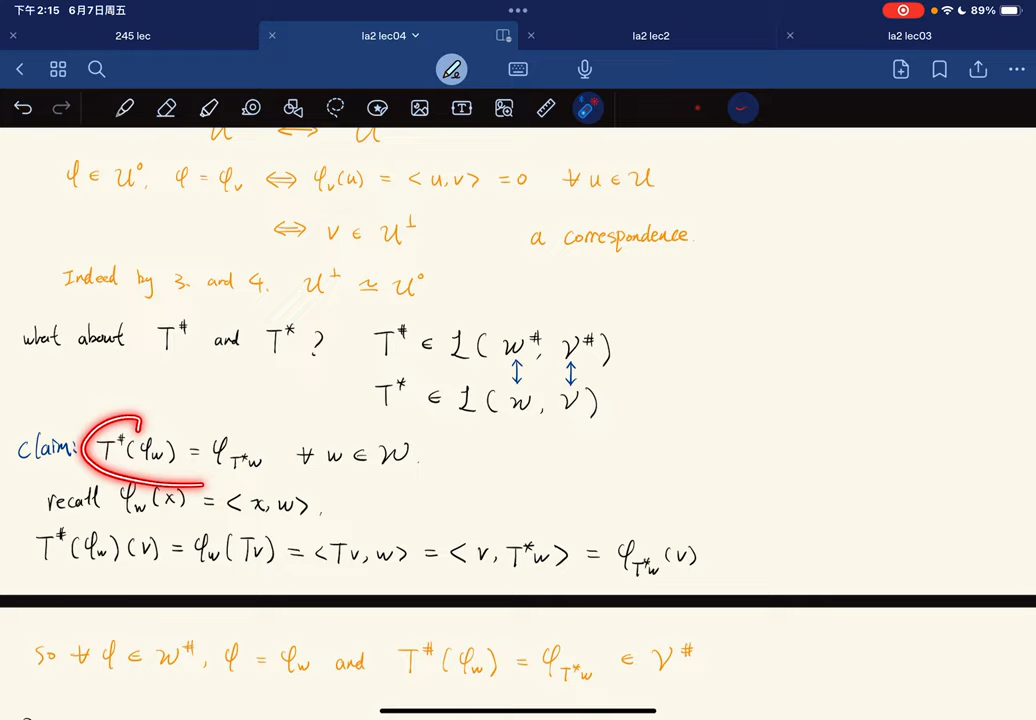 下午2:15 6月7日周五
89%
245 lec
la2 lec04
la2 lec2
la2 lec03
U ⟺ U
φ ∈ U°, φ = φ_v ⟺ φ_v(u) = <u,v> = 0 ∀ u ∈ U
⟺ v ∈ U^⊥ a correspondence.
Indeed by 3. and 4. U^⊥ ≃ U°
what about T^# and T^* ? T^# ∈ L(W^#, V^#)
T^* ∈ L(W, V)
Claim: T^#(φ_w) = φ_{T^*w} ∀ w ∈ W.
recall φ_w(x) = <x, w>,
T^#(φ_w)(v) = φ_w(Tv) = <Tv, w> = <v, T^*w> = φ_{T^*w}(v)
so ∀ φ ∈ W^#, φ = φ_w and T^#(φ_w) = φ_{T^*w} ∈ V^#